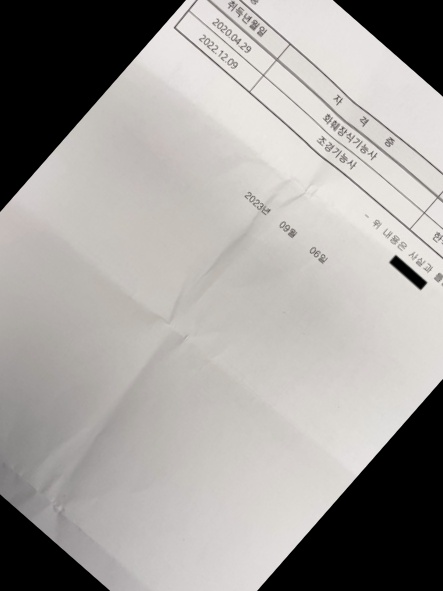 취득년월일 자 격 증
2020.04.29 화훼장식기능사
2022.12.09 조경기능사
- 위 내용은 사실과
2023년 09월 06일